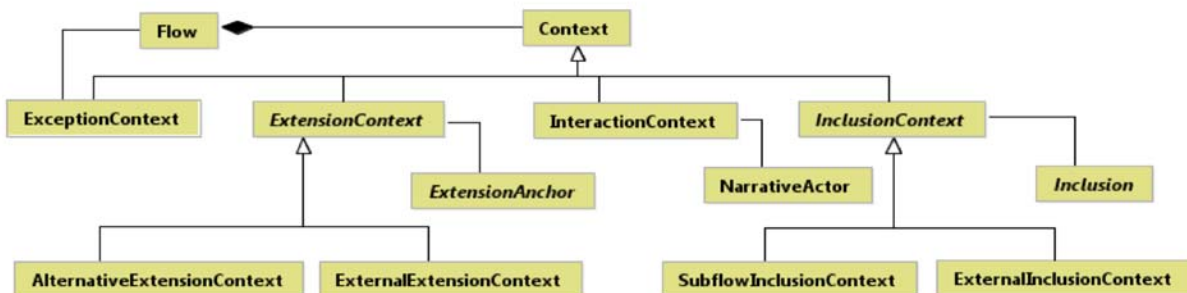 Flow
Context
ExceptionContext
ExtensionContext
InteractionContext
InclusionContext
ExtensionAnchor
NarrativeActor
Inclusion
AlternativeExtensionContext
ExternalExtensionContext
SubflowInclusionContext
ExternalInclusionContext